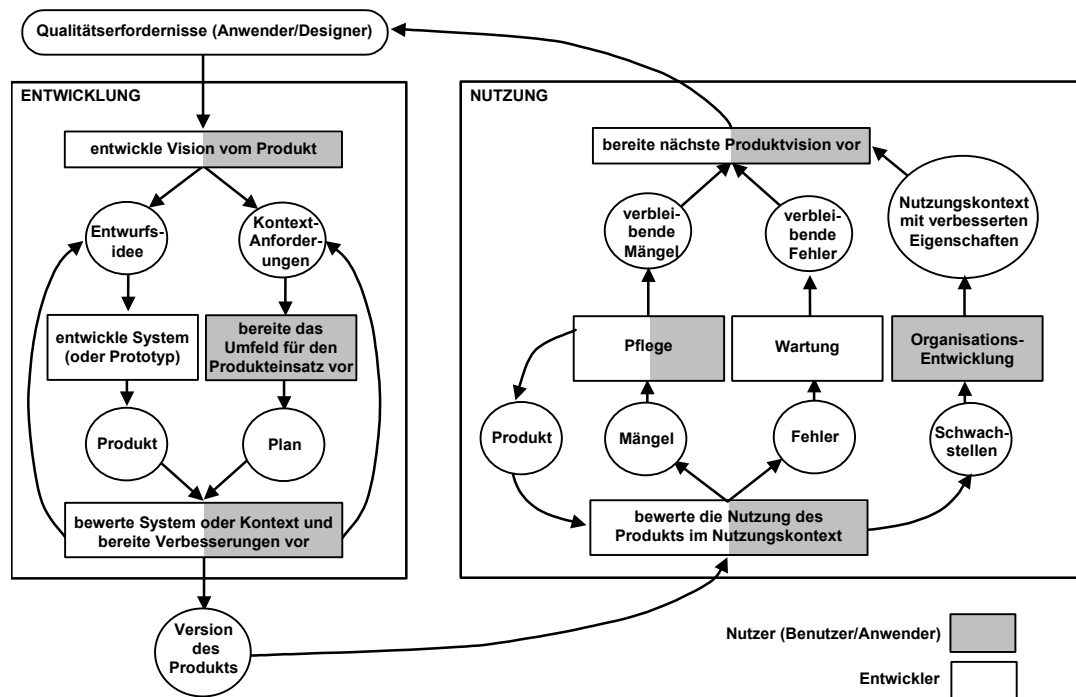 Qualitätserfordernisse (Anwender/Designer)
ENTWICKLUNG
entwickle Vision vom Produkt
Entwurfs-
idee
Kontext-
Anforder-
ungen
entwickle System
(oder Prototyp)
bereite das
Umfeld für den
Produkteinsatz vor
Produkt
Plan
bewerte System oder Kontext und
bereite Verbesserungen vor
Version
des
Produkts
NUTZUNG
bereite nächste Produktvision vor
verblei-
bende
Mängel
verblei-
bende
Fehler
Nutzungskontext
mit verbesserten
Eigenschaften
Pflege
Wartung
Organisations-
Entwicklung
Produkt
Mängel
Fehler
Schwach-
stellen
bewerte die Nutzung des
Produkts im Nutzungskontext
Nutzer (Benutzer/Anwender)
Entwickler